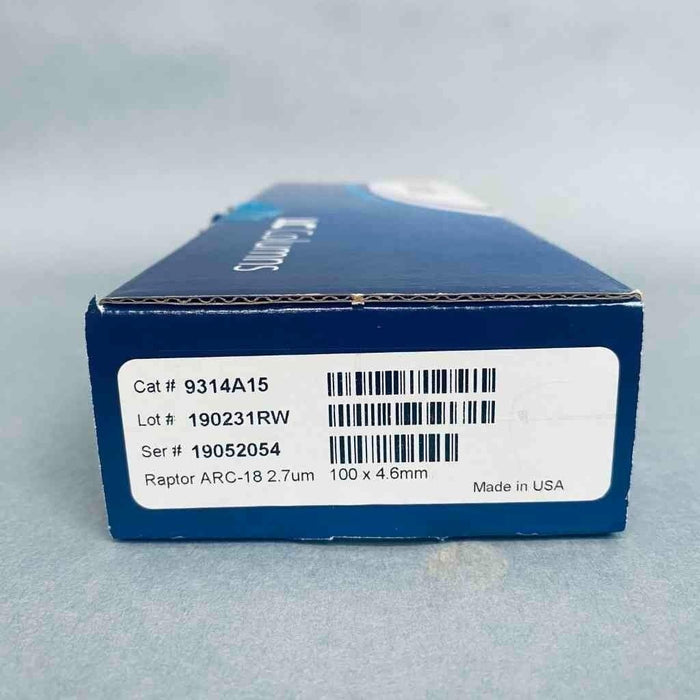 LC Columns
Cat # 9314A15
Lot # 190231RW
Ser # 19052054
Raptor ARC-18 2.7um 100 x 4.6mm
Made in USA